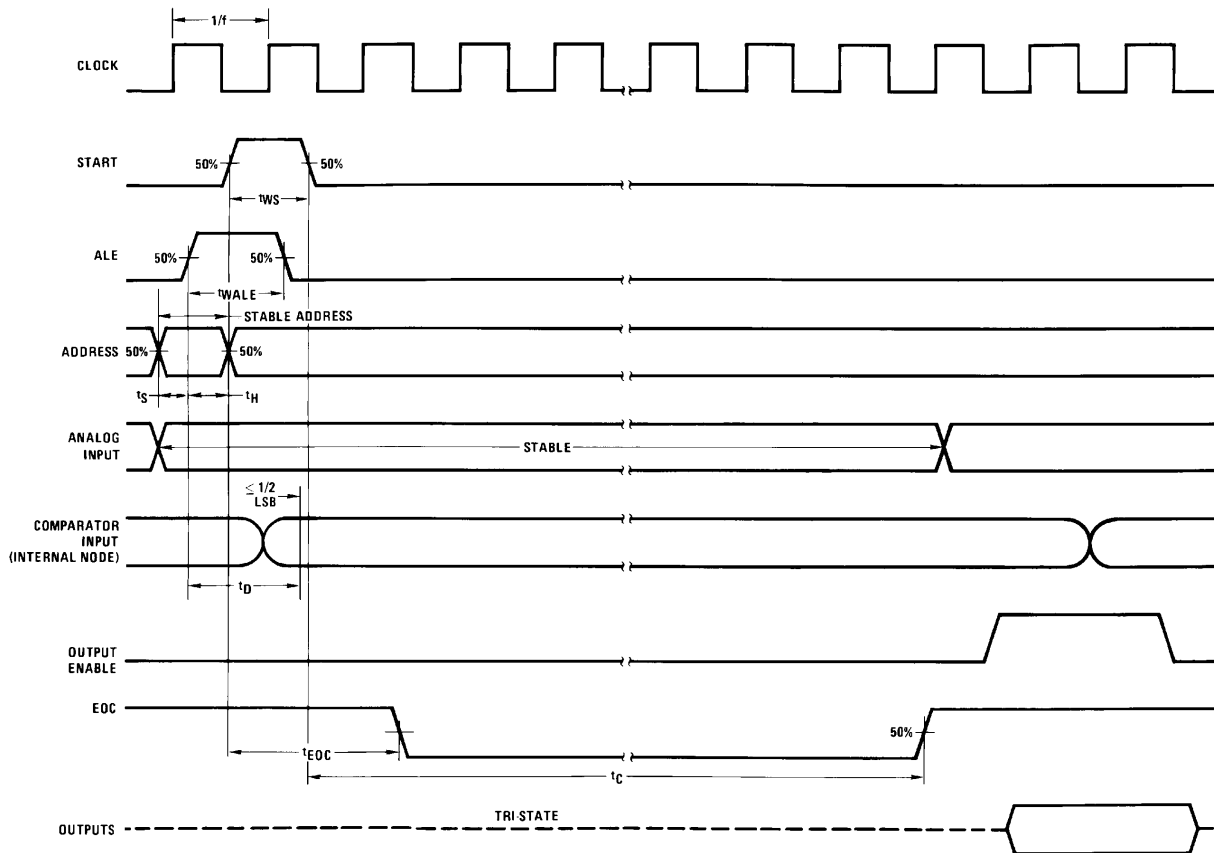 1/f
CLOCK
START
50%
50%
tWS
ALE
50%
50%
tWALE
STABLE ADDRESS
ADDRESS
50%
50%
tS
tH
ANALOG
INPUT
STABLE
≤ 1/2
LSB
COMPARATOR
INPUT
(INTERNAL NODE)
tD
OUTPUT
ENABLE
EOC
50%
tEOC
tC
TRI-STATE
OUTPUTS